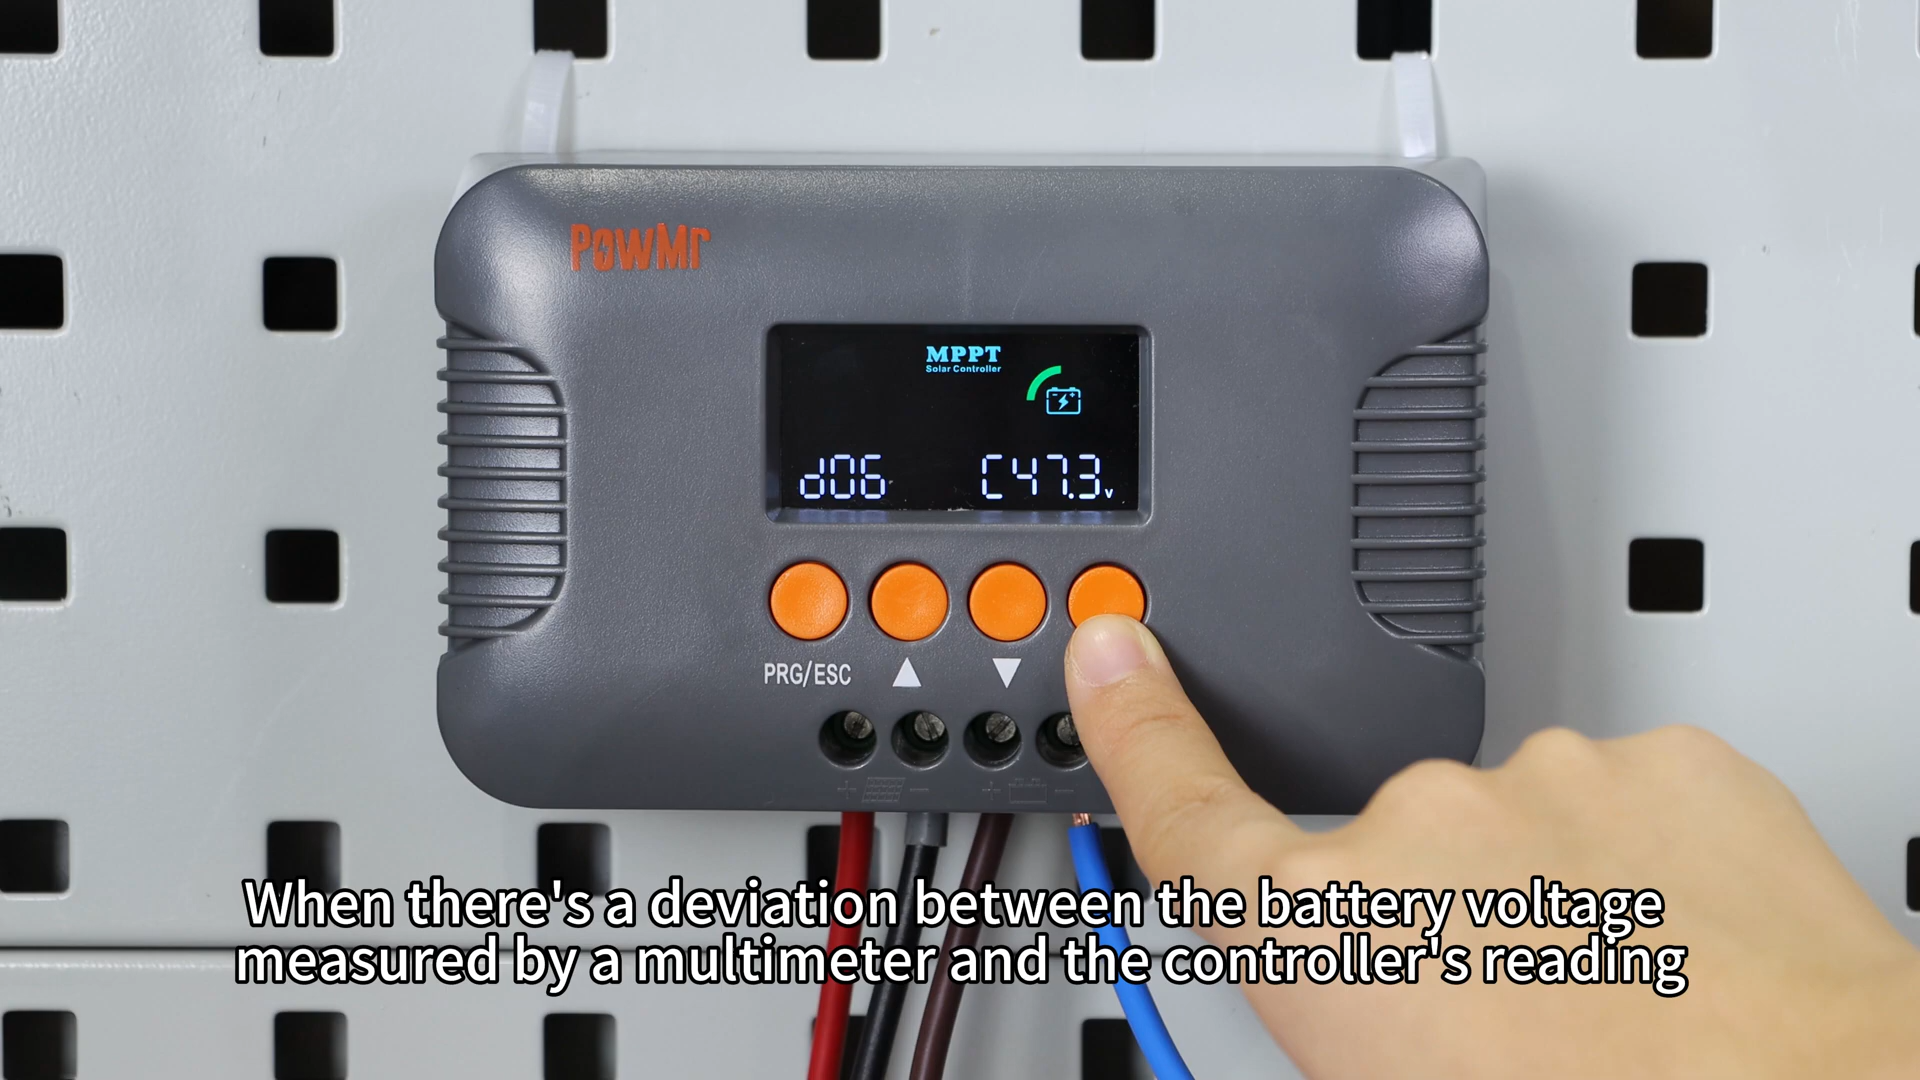 PowMr
MPPT
Solar Controller
d06
C47.3v
PRG/ESC
+ - + -
When there's a deviation between the battery voltage
measured by a multimeter and the controller's reading